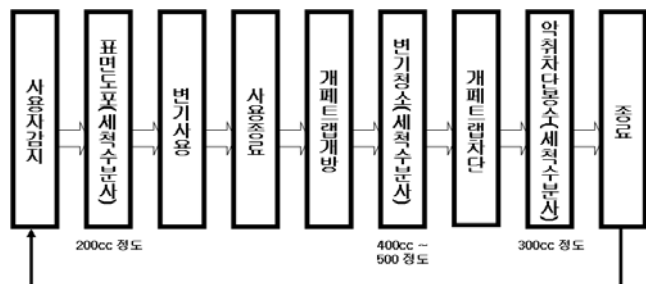 사용자감지
표면도포(세척수분사)
변기사용
사용종료
개폐트랩개방
변기청소(세척수분사)
개폐트랩차단
악취차단봉수(세척수분사)
종료
200cc 정도
400cc ~
500 정도
300cc 정도